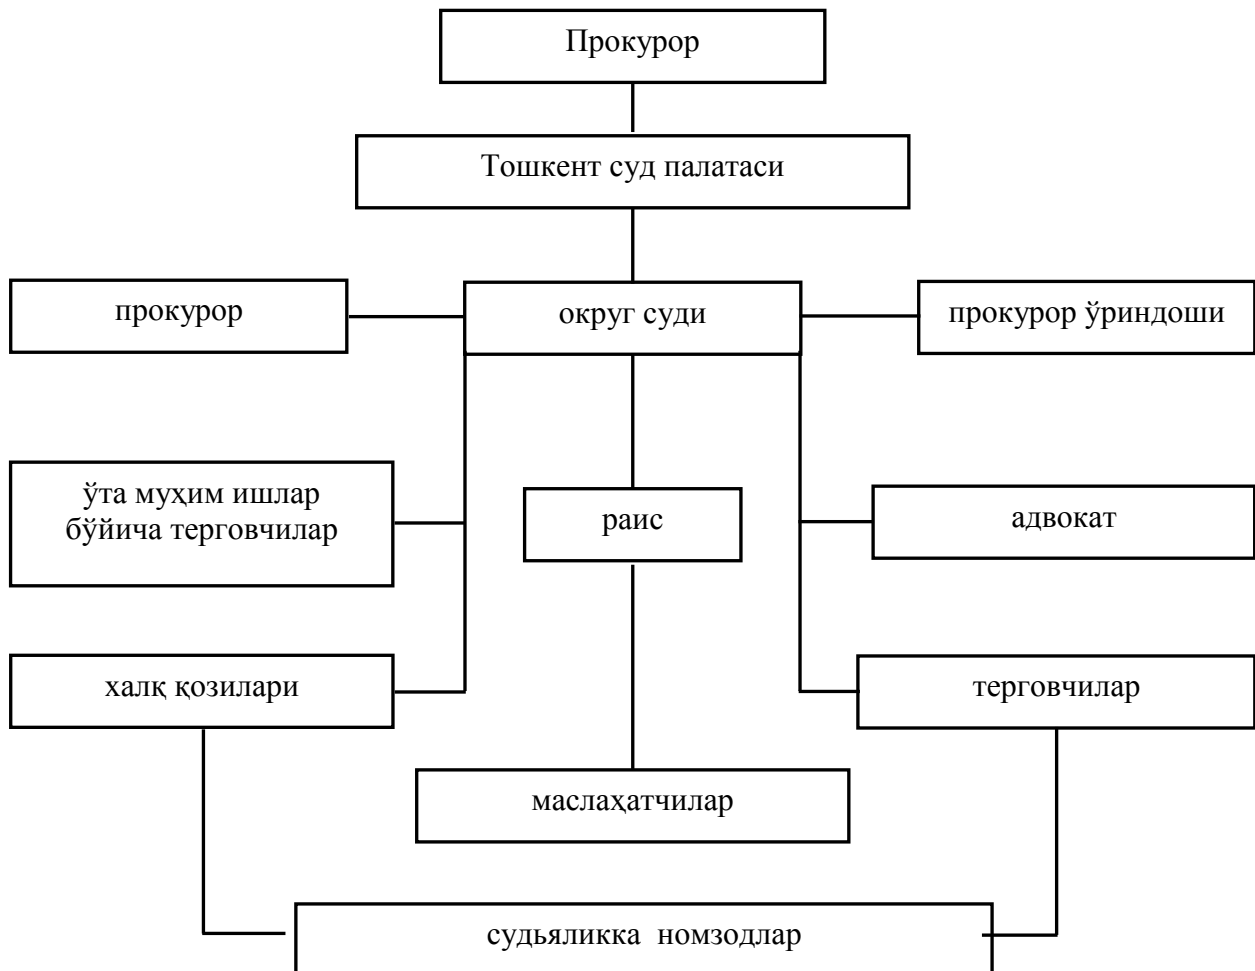 Прокурор
Тошкент суд палатаси
прокурор
округ суди
прокурор ўриндоши
ўта муҳим ишлар
бўйича терговчилар
раис
адвокат
халқ қозилари
терговчилар
маслаҳатчилар
судьяликка номзодлар